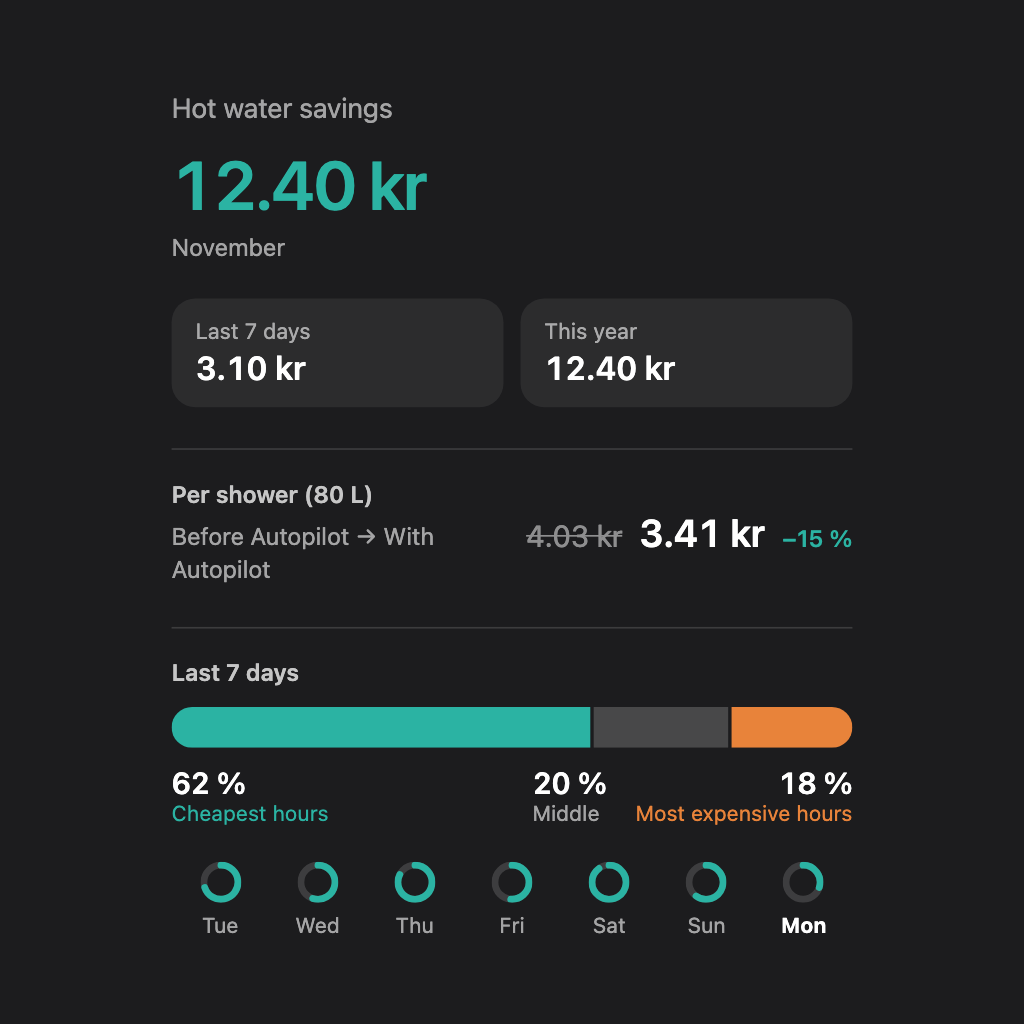 Hot water savings
12.40 kr
November
Last 7 days
3.10 kr
This year
12.40 kr
Per shower (80 L)
Before Autopilot → With
Autopilot
4.03 kr 3.41 kr –15 %
Last 7 days
62 %
Cheapest hours
20 %
Middle
18 %
Most expensive hours
Tue Wed Thu Fri Sat Sun Mon